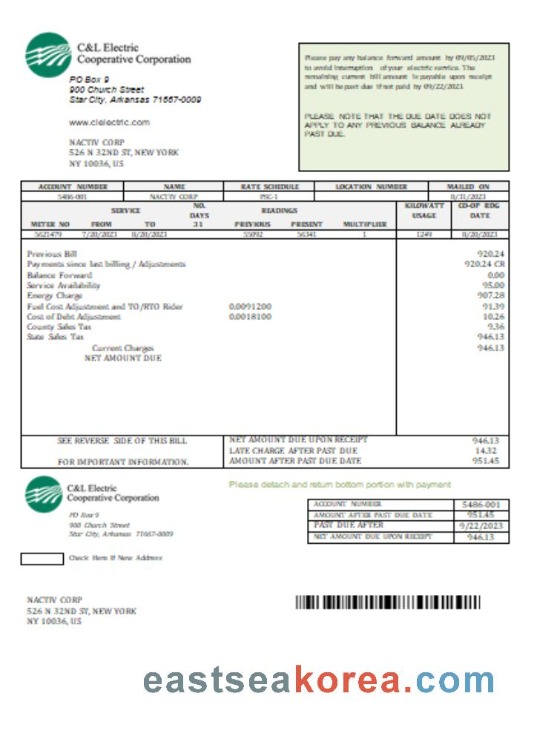 C&L Electric
Cooperative Corporation
PO Box 9
900 Church Street
Star City, Arkansas 71667-0009
www.clelectric.com
NACTIV CORP
526 N 32ND ST, NEW YORK
NY 10036, US
Please pay any balance forward amount by 09/05/2023
to avoid interruption of your electric service. The
remaining current bill amount is payable upon receipt
and will be past due if not paid by 09/22/2023
PLEASE NOTE THAT THE DUE DATE DOES NOT
APPLY TO ANY PREVIOUS BALANCE ALREADY
PAST DUE.
ACCOUNT NUMBER NAME RATE SCHEDULE LOCATION NUMBER MAILED ON
5486-001 NACTIV CORP PSC-1 8/31/2023
SERVICE NO. DAYS READINGS KILOWATT USAGE CO-OP RDG DATE
METER NO FROM TO 31 PREVIOUS PRESENT MULTIPLIER
5621479 7/20/2023 8/20/2023 55092 56341 1 1249 8/20/2023
Previous Bill 920.24
Payments since last billing / Adjustments 920.24 CR
Balance Forward 0.00
Service Availability 95.00
Energy Charge 907.28
Fuel Cost Adjustment and TO/RTO Rider 0.0091200 91.39
Cost of Debt Adjustment 0.0018100 10.26
County Sales Tax 9.36
State Sales Tax 946.13
Current Charges 946.13
NET AMOUNT DUE
SEE REVERSE SIDE OF THIS BILL
FOR IMPORTANT INFORMATION.
NET AMOUNT DUE UPON RECEIPT 946.13
LATE CHARGE AFTER PAST DUE 14.32
AMOUNT AFTER PAST DUE DATE 951.45
C&L Electric
Cooperative Corporation
PO Box 9
900 Church Street
Star City, Arkansas 71667-0009
Please detach and return bottom portion with payment
ACCOUNT NUMBER 5486-001
AMOUNT AFTER PAST DUE DATE 951.45
PAST DUE AFTER 9/22/2023
NET AMOUNT DUE UPON RECEIPT 946.13
Check Here If New Address
NACTIV CORP
526 N 32ND ST, NEW YORK
NY 10036, US
eastseakorea.com